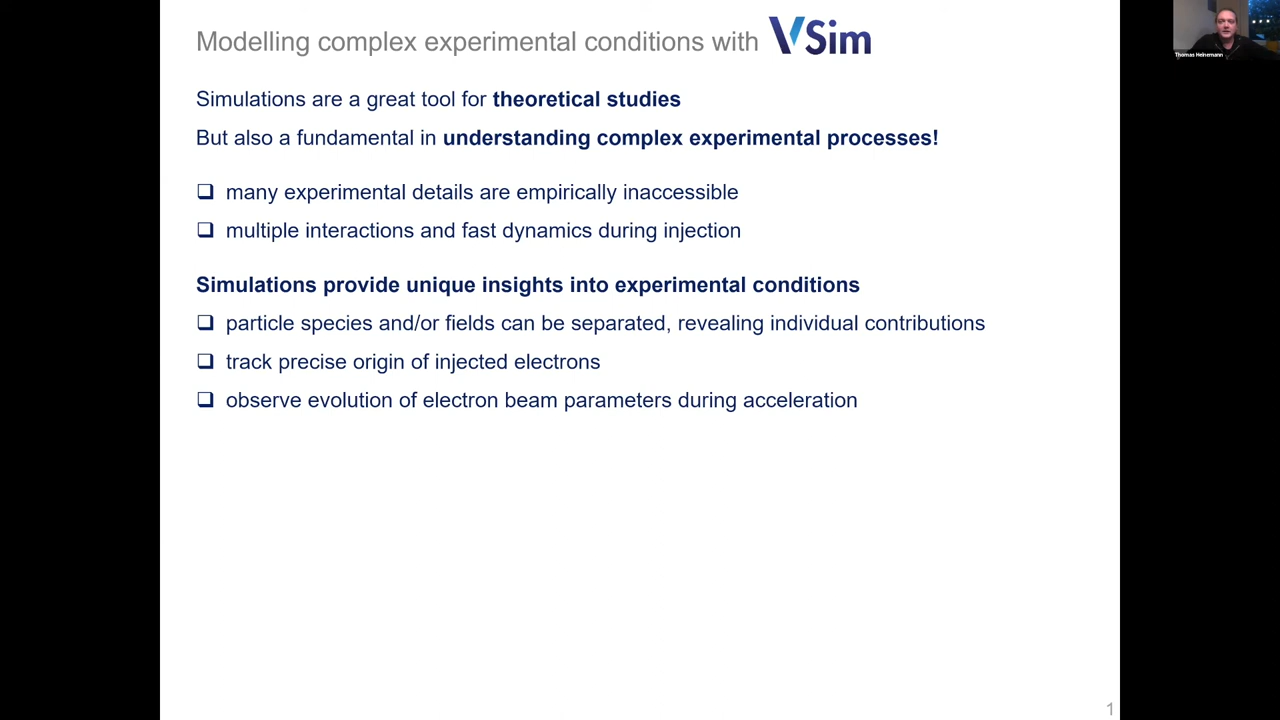 Modelling complex experimental conditions with VSim
Thomas Heinemann
Simulations are a great tool for theoretical studies
But also a fundamental in understanding complex experimental processes!
❑ many experimental details are empirically inaccessible
❑ multiple interactions and fast dynamics during injection
Simulations provide unique insights into experimental conditions
❑ particle species and/or fields can be separated, revealing individual contributions
❑ track precise origin of injected electrons
❑ observe evolution of electron beam parameters during acceleration
1